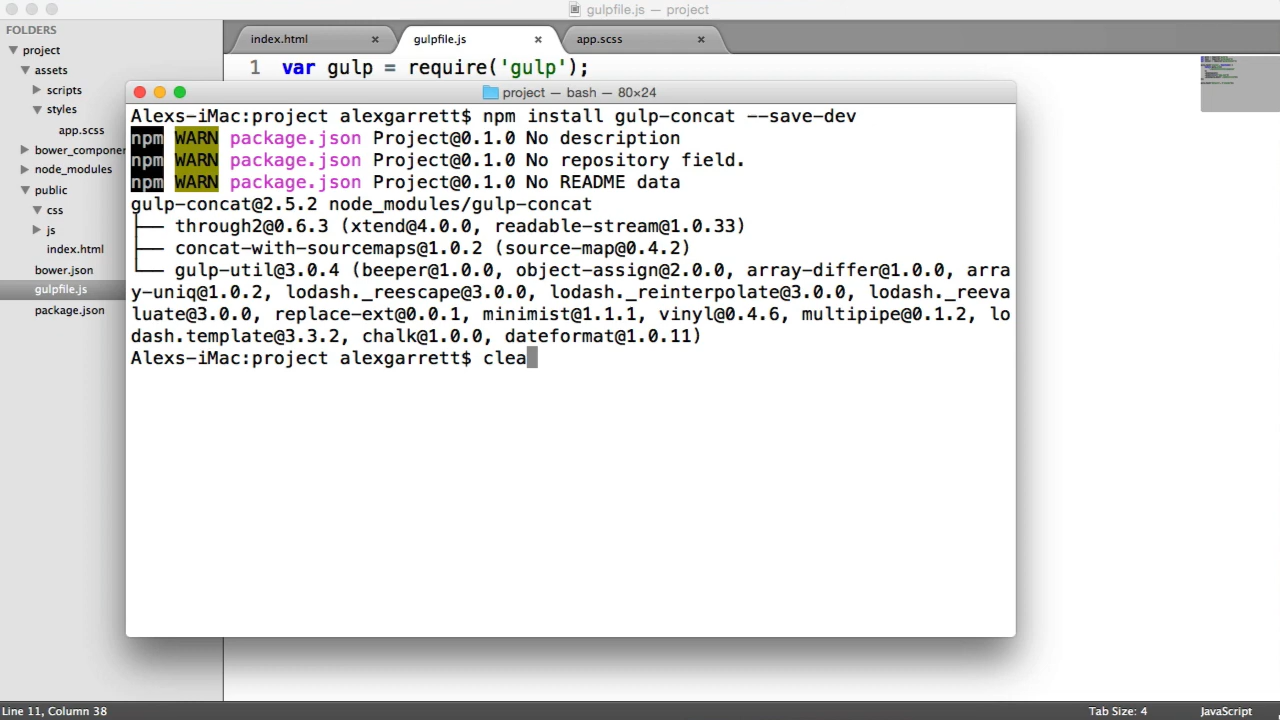 gulpfile.js — project
FOLDERS
project
assets
scripts
styles
app.scss
bower_componen
node_modules
public
css
js
index.html
bower.json
gulpfile.js
package.json
index.html ×
gulpfile.js ×
app.scss ×
1 var gulp = require('gulp');
project — bash — 80×24
Alexs-iMac:project alexgarrett$ npm install gulp-concat --save-dev
npm WARN package.json Project@0.1.0 No description
npm WARN package.json Project@0.1.0 No repository field.
npm WARN package.json Project@0.1.0 No README data
gulp-concat@2.5.2 node_modules/gulp-concat
├── through2@0.6.3 (xtend@4.0.0, readable-stream@1.0.33)
├── concat-with-sourcemaps@1.0.2 (source-map@0.4.2)
└── gulp-util@3.0.4 (beeper@1.0.0, object-assign@2.0.0, array-differ@1.0.0, arra
y-uniq@1.0.2, lodash._reescape@3.0.0, lodash._reinterpolate@3.0.0, lodash._reeva
luate@3.0.0, replace-ext@0.0.1, minimist@1.1.1, vinyl@0.4.6, multipipe@0.1.2, lo
dash.template@3.3.2, chalk@1.0.0, dateformat@1.0.11)
Alexs-iMac:project alexgarrett$ clea
Line 11, Column 38
Tab Size: 4
JavaScript